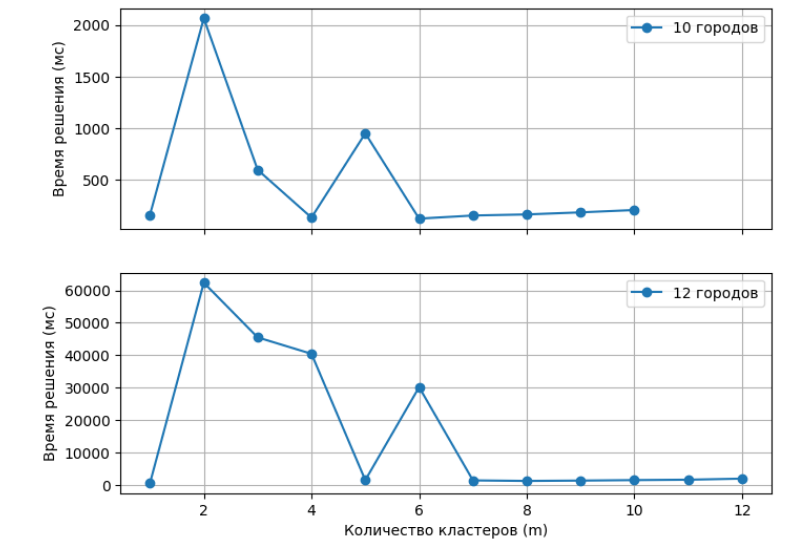 Время решения (мс)
2000
1500
1000
500
10 городов
Время решения (мс)
60000
50000
40000
30000
20000
10000
0
12 городов
2 4 6 8 10 12
Количество кластеров (m)